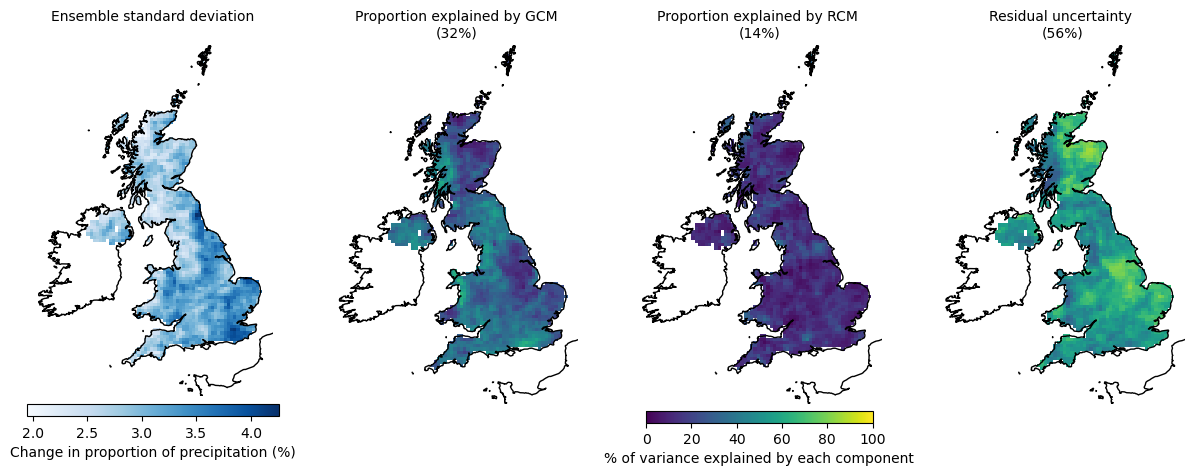 Ensemble standard deviation
Proportion explained by GCM
(32%)
Proportion explained by RCM
(14%)
Residual uncertainty
(56%)
2.0 2.5 3.0 3.5 4.0
Change in proportion of precipitation (%)
0 20 40 60 80 100
% of variance explained by each component